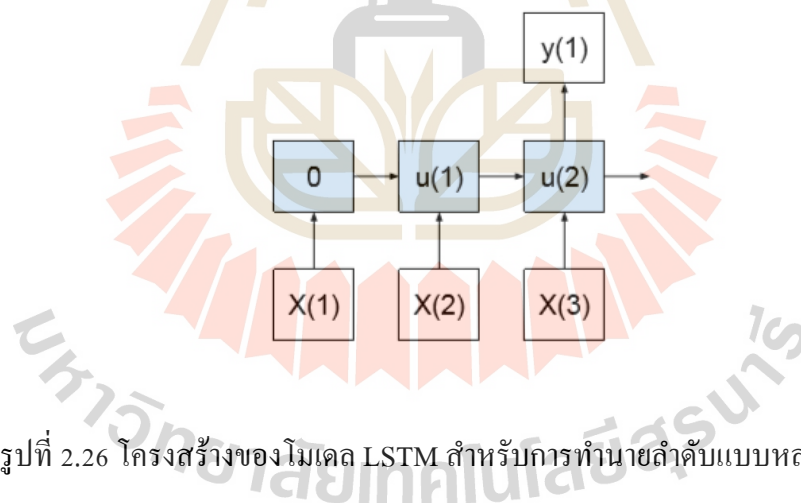 y(1)
0 u(1) u(2)
X(1) X(2) X(3)
รูปที่ 2.26 โครงสร้างของโมเดล LSTM สำหรับการทำนายลำดับแบบ